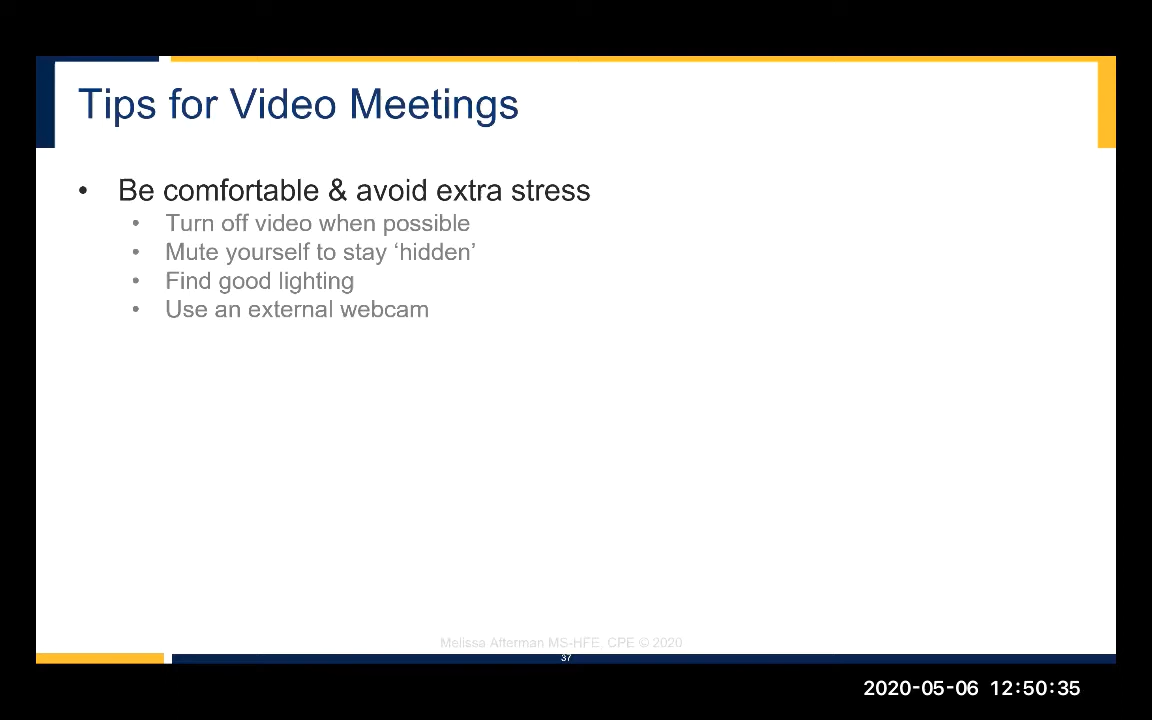 Tips for Video Meetings
• Be comfortable & avoid extra stress
• Turn off video when possible
• Mute yourself to stay ‘hidden’
• Find good lighting
• Use an external webcam
Melissa Afterman MS-HFE, CPE © 2020
37
2020-05-06 12:50:35